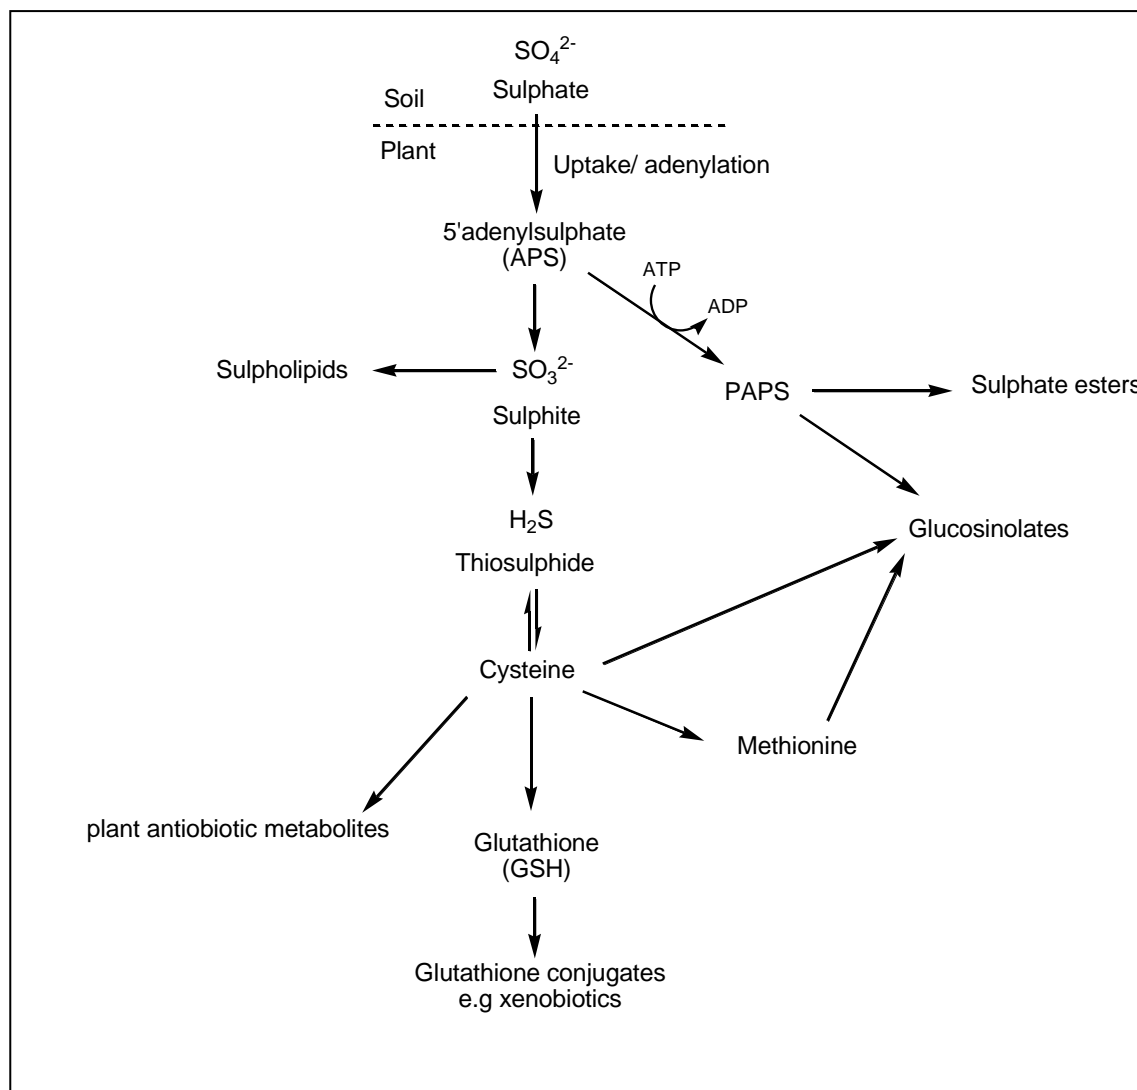 SO₄²⁻
Sulphate
Soil
Plant
Uptake/ adenylation
5'adenylsulphate
(APS)
ATP
ADP
Sulpholipids
SO₃²⁻
PAPS
Sulphate esters
Sulphite
H₂S
Glucosinolates
Thiosulphide
Cysteine
Methionine
plant antiobiotic metabolites
Glutathione
(GSH)
Glutathione conjugates
e.g xenobiotics